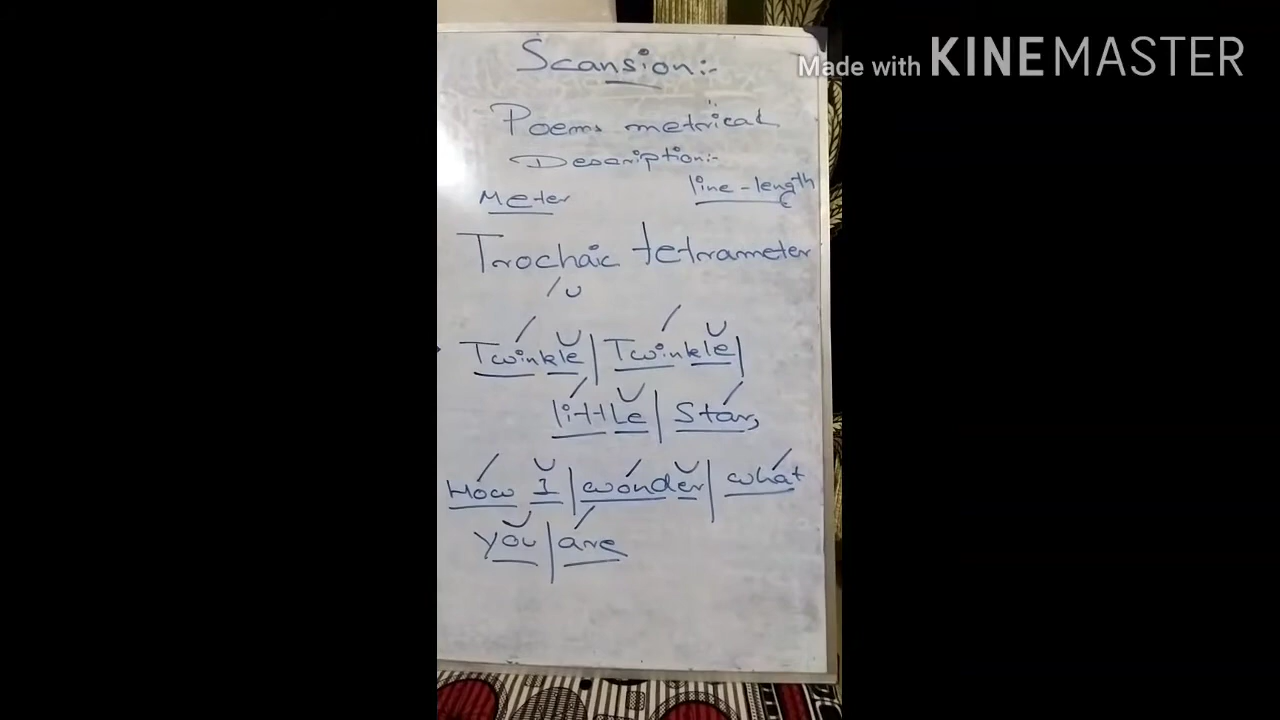 Made with KINEMASTER
Scansion:-
Poems metrical
Description:-
Meter line-length
Trochaic tetrameter
/ ᴗ
Twinkle | Twinkle |
little | Star,
How I | wonder | what
you | are